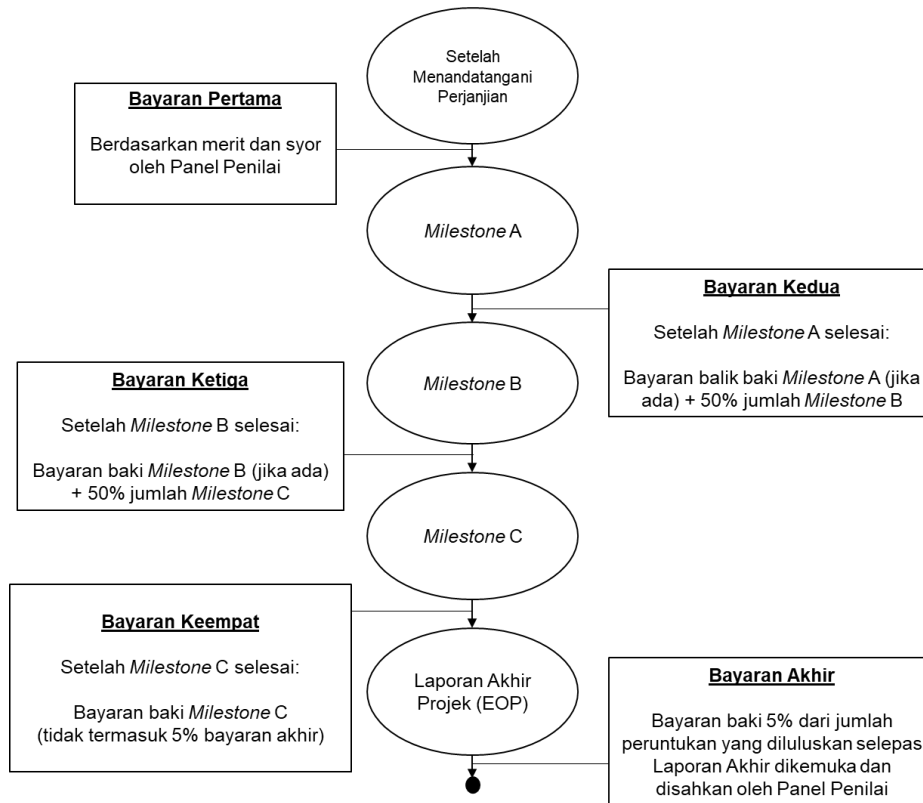 Setelah
Menandatangani
Perjanjian
Bayaran Pertama
Berdasarkan merit dan syor
oleh Panel Penilai
Milestone A
Bayaran Kedua
Setelah Milestone A selesai:
Bayaran balik baki Milestone A (jika
ada) + 50% jumlah Milestone B
Milestone B
Bayaran Ketiga
Setelah Milestone B selesai:
Bayaran baki Milestone B (jika ada)
+ 50% jumlah Milestone C
Milestone C
Bayaran Keempat
Setelah Milestone C selesai:
Bayaran baki Milestone C
(tidak termasuk 5% bayaran akhir)
Laporan Akhir
Projek (EOP)
Bayaran Akhir
Bayaran baki 5% dari jumlah
peruntukan yang diluluskan selepas
Laporan Akhir dikemuka dan
disahkan oleh Panel Penilai